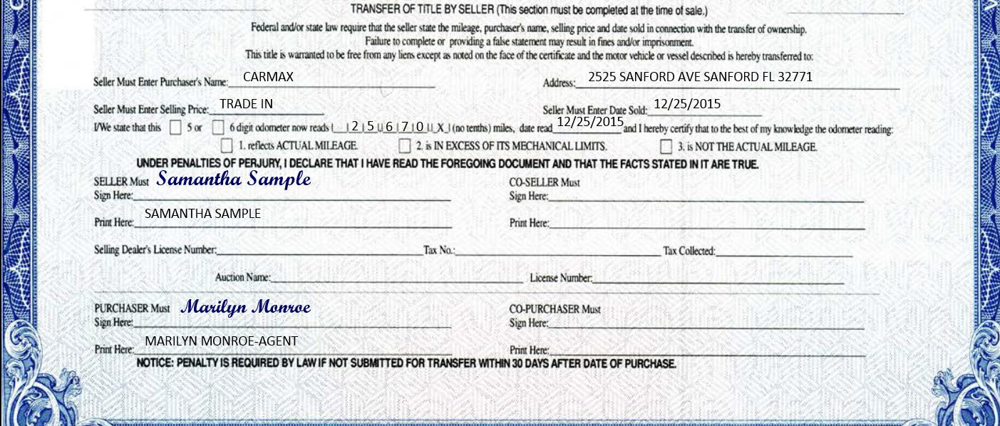 TRANSFER OF TITLE BY SELLER (This section must be completed at the time of sale.)
Federal and/or state law require that the seller state the mileage, purchaser's name, selling price and date sold in connection with the transfer of ownership.
Failure to complete or providing a false statement may result in fines and/or imprisonment.
This title is warranted to be free from any liens except as noted on the face of the certificate and the motor vehicle or vessel described is hereby transferred to:
Seller Must Enter Purchaser's Name: CARMAX Address: 2525 SANFORD AVE SANFORD FL 32771
Seller Must Enter Selling Price: TRADE IN Seller Must Enter Date Sold: 12/25/2015
I/We state that this 5 or 6 digit odometer now reads 2 5 6 7 0 X (no tenths) miles, date read 12/25/2015 and I hereby certify that to the best of my knowledge the odometer reading:
1. reflects ACTUAL MILEAGE. 2. is IN EXCESS OF ITS MECHANICAL LIMITS. 3. is NOT THE ACTUAL MILEAGE.
UNDER PENALTIES OF PERJURY, I DECLARE THAT I HAVE READ THE FOREGOING DOCUMENT AND THAT THE FACTS STATED IN IT ARE TRUE.
SELLER Must Samantha Sample CO-SELLER Must
Sign Here: Sign Here:
Print Here: SAMANTHA SAMPLE Print Here:
Selling Dealer's License Number: Tax No.: Tax Collected:
Auction Name: License Number:
PURCHASER Must Marilyn Monroe CO-PURCHASER Must
Sign Here: Sign Here:
Print Here: MARILYN MONROE-AGENT Print Here:
NOTICE: PENALTY IS REQUIRED BY LAW IF NOT SUBMITTED FOR TRANSFER WITHIN 30 DAYS AFTER DATE OF PURCHASE.